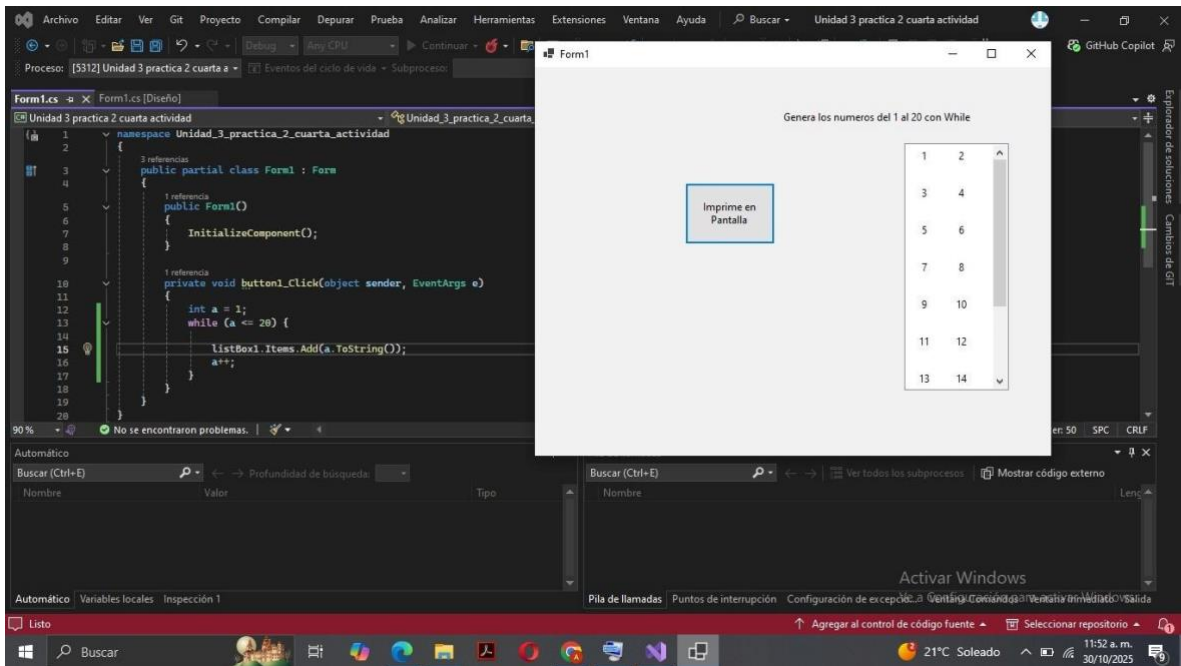 Archivo Editar Ver Git Proyecto Compilar Depurar Prueba Analizar Herramientas Extensiones Ventana Ayuda Buscar Unidad 3 practica 2 cuarta actividad
Debug Any CPU Continuar GitHub Copilot
Proceso: [5312] Unidad 3 practica 2 cuarta a Eventos del ciclo de vida Subproceso:
Form1.cs Form1.cs [Diseño]
Unidad 3 practica 2 cuarta actividad Unidad_3_practica_2_cuarta_
1 namespace Unidad_3_practica_2_cuarta_actividad
2 {
3 referencias
3 public partial class Form1 : Form
4 {
1 referencia
5 public Form1()
6 {
7 InitializeComponent();
8 }
9
1 referencia
10 private void button1_Click(object sender, EventArgs e)
11 {
12 int a = 1;
13 while (a <= 20) {
14
15 listBox1.Items.Add(a.ToString());
16 a++;
17 }
18 }
19 }
20 }
90 % No se encontraron problemas. SPC CRLF
Form1
Genera los numeros del 1 al 20 con While
Imprime en
Pantalla
1 2
3 4
5 6
7 8
9 10
11 12
13 14
Explorador de soluciones
Cambios de GIT
Automático
Buscar (Ctrl+E) Profundidad de búsqueda:
Nombre Valor Tipo
Buscar (Ctrl+E) Ver todos los subprocesos Mostrar código externo
Nombre Leng
Activar Windows
Automático Variables locales Inspección 1
Pila de llamadas Puntos de interrupción Configuración de excepcio...
Listo Agregar al control de código fuente Seleccionar repositorio
Buscar 21°C Soleado 11:52 a. m.
30/10/2025